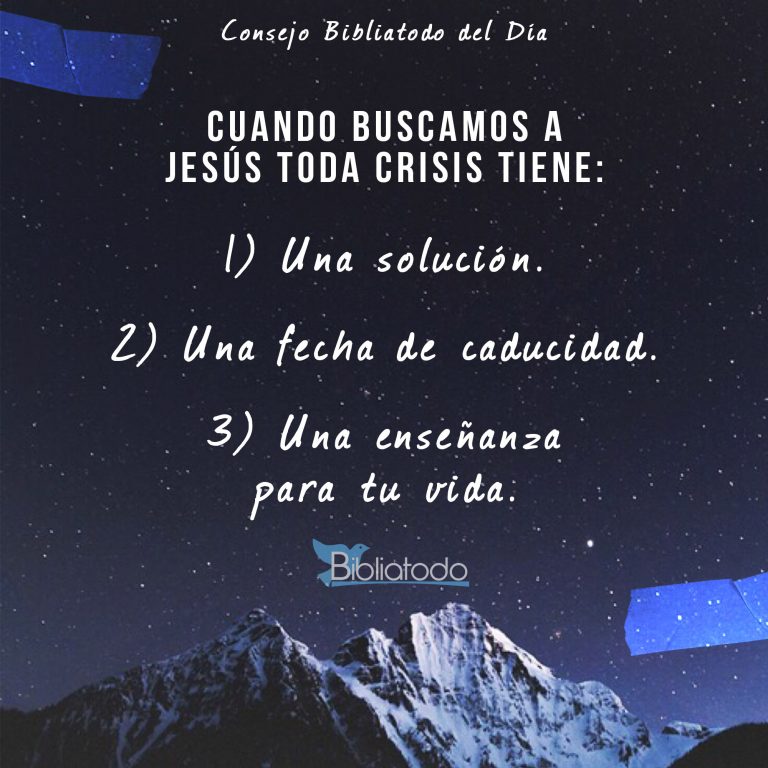 Consejo Bibliatodo del Día
CUANDO BUSCAMOS A
JESÚS TODA CRISIS TIENE:
1) Una solución.
2) Una fecha de caducidad.
3) Una enseñanza
para tu vida.
Bibliatodo